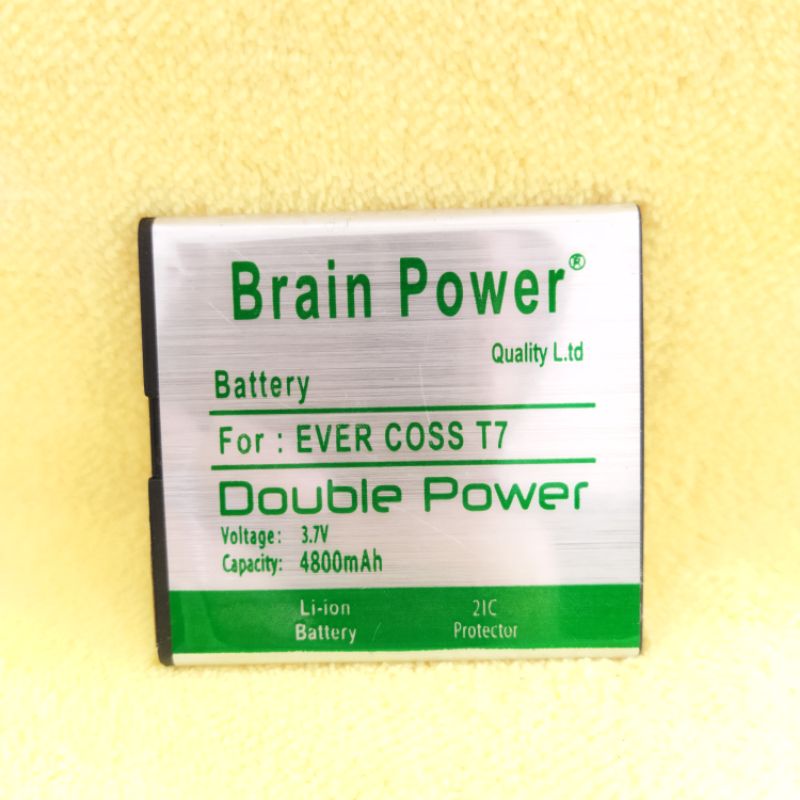 Brain Power®
Quality L.td
Battery
For : EVER COSS T7
Double Power
Voltage: 3.7V
Capacity: 4800mAh
Li-ion Battery
2IC Protector